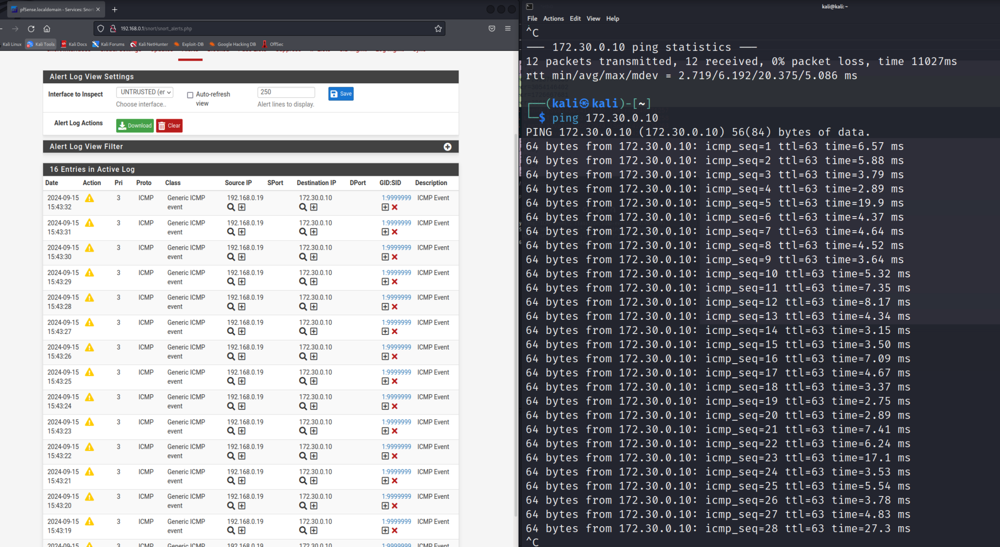 pfSense.localdomain - Services: Snort
192.168.0.1/snort/snort_alerts.php
Kali Linux Kali Tools Kali Docs Kali Forums Kali NetHunter Exploit-DB Google Hacking DB OffSec
Alert Log View Settings
Interface to Inspect UNTRUSTED (er Auto-refresh view 250 Save
Choose interface.. Alert lines to display.
Alert Log Actions Download Clear
Alert Log View Filter
16 Entries in Active Log
Date Action Pri Proto Class Source IP SPort Destination IP DPort GID:SID Description
2024-09-15 15:43:32 3 ICMP Generic ICMP event 192.168.0.19 172.30.0.10 1:9999999 ICMP Event
2024-09-15 15:43:31 3 ICMP Generic ICMP event 192.168.0.19 172.30.0.10 1:9999999 ICMP Event
2024-09-15 15:43:30 3 ICMP Generic ICMP event 192.168.0.19 172.30.0.10 1:9999999 ICMP Event
2024-09-15 15:43:29 3 ICMP Generic ICMP event 192.168.0.19 172.30.0.10 1:9999999 ICMP Event
2024-09-15 15:43:28 3 ICMP Generic ICMP event 192.168.0.19 172.30.0.10 1:9999999 ICMP Event
2024-09-15 15:43:27 3 ICMP Generic ICMP event 192.168.0.19 172.30.0.10 1:9999999 ICMP Event
2024-09-15 15:43:26 3 ICMP Generic ICMP event 192.168.0.19 172.30.0.10 1:9999999 ICMP Event
2024-09-15 15:43:25 3 ICMP Generic ICMP event 192.168.0.19 172.30.0.10 1:9999999 ICMP Event
2024-09-15 15:43:24 3 ICMP Generic ICMP event 192.168.0.19 172.30.0.10 1:9999999 ICMP Event
2024-09-15 15:43:23 3 ICMP Generic ICMP event 192.168.0.19 172.30.0.10 1:9999999 ICMP Event
2024-09-15 15:43:22 3 ICMP Generic ICMP event 192.168.0.19 172.30.0.10 1:9999999 ICMP Event
2024-09-15 15:43:21 3 ICMP Generic ICMP event 192.168.0.19 172.30.0.10 1:9999999 ICMP Event
2024-09-15 15:43:20 3 ICMP Generic ICMP event 192.168.0.19 172.30.0.10 1:9999999 ICMP Event
2024-09-15 15:43:19 3 ICMP Generic ICMP event 192.168.0.19 172.30.0.10 1:9999999 ICMP Event
2024-09-15 3 ICMP Generic ICMP 192.168.0.19 172.30.0.10 1:9999999 ICMP Event
kali@kali: ~
File Actions Edit View Help
^C
--- 172.30.0.10 ping statistics ---
12 packets transmitted, 12 received, 0% packet loss, time 11027ms
rtt min/avg/max/mdev = 2.719/6.192/20.375/5.086 ms
┌──(kali㉿kali)-[~]
└─$ ping 172.30.0.10
PING 172.30.0.10 (172.30.0.10) 56(84) bytes of data.
64 bytes from 172.30.0.10: icmp_seq=1 ttl=63 time=6.57 ms
64 bytes from 172.30.0.10: icmp_seq=2 ttl=63 time=5.88 ms
64 bytes from 172.30.0.10: icmp_seq=3 ttl=63 time=3.79 ms
64 bytes from 172.30.0.10: icmp_seq=4 ttl=63 time=2.89 ms
64 bytes from 172.30.0.10: icmp_seq=5 ttl=63 time=19.9 ms
64 bytes from 172.30.0.10: icmp_seq=6 ttl=63 time=4.37 ms
64 bytes from 172.30.0.10: icmp_seq=7 ttl=63 time=4.64 ms
64 bytes from 172.30.0.10: icmp_seq=8 ttl=63 time=4.52 ms
64 bytes from 172.30.0.10: icmp_seq=9 ttl=63 time=3.64 ms
64 bytes from 172.30.0.10: icmp_seq=10 ttl=63 time=5.32 ms
64 bytes from 172.30.0.10: icmp_seq=11 ttl=63 time=7.35 ms
64 bytes from 172.30.0.10: icmp_seq=12 ttl=63 time=8.17 ms
64 bytes from 172.30.0.10: icmp_seq=13 ttl=63 time=4.34 ms
64 bytes from 172.30.0.10: icmp_seq=14 ttl=63 time=3.15 ms
64 bytes from 172.30.0.10: icmp_seq=15 ttl=63 time=3.50 ms
64 bytes from 172.30.0.10: icmp_seq=16 ttl=63 time=7.09 ms
64 bytes from 172.30.0.10: icmp_seq=17 ttl=63 time=4.67 ms
64 bytes from 172.30.0.10: icmp_seq=18 ttl=63 time=3.37 ms
64 bytes from 172.30.0.10: icmp_seq=19 ttl=63 time=2.75 ms
64 bytes from 172.30.0.10: icmp_seq=20 ttl=63 time=2.89 ms
64 bytes from 172.30.0.10: icmp_seq=21 ttl=63 time=7.41 ms
64 bytes from 172.30.0.10: icmp_seq=22 ttl=63 time=6.24 ms
64 bytes from 172.30.0.10: icmp_seq=23 ttl=63 time=17.1 ms
64 bytes from 172.30.0.10: icmp_seq=24 ttl=63 time=3.53 ms
64 bytes from 172.30.0.10: icmp_seq=25 ttl=63 time=5.54 ms
64 bytes from 172.30.0.10: icmp_seq=26 ttl=63 time=3.78 ms
64 bytes from 172.30.0.10: icmp_seq=27 ttl=63 time=4.83 ms
64 bytes from 172.30.0.10: icmp_seq=28 ttl=63 time=27.3 ms
^C